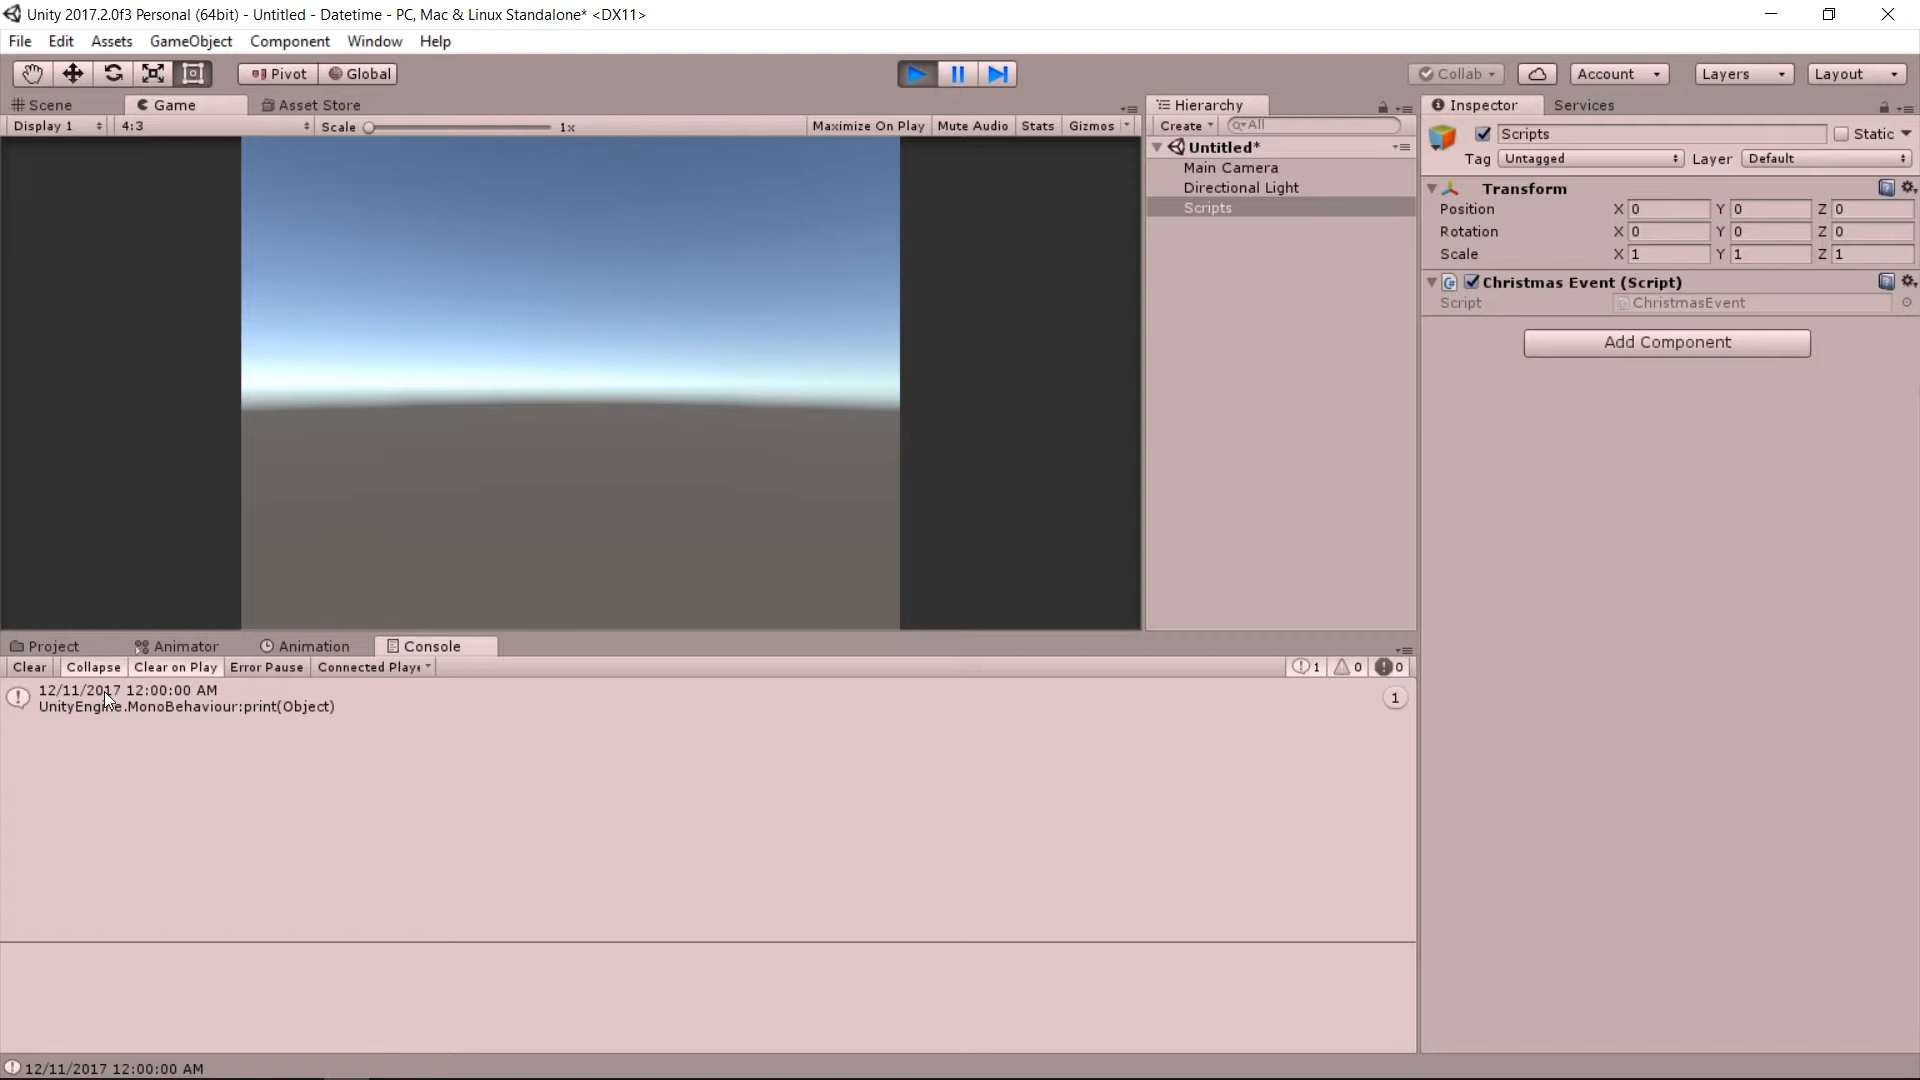 Unity 2017.2.0f3 Personal (64bit) - Untitled - Datetime - PC, Mac & Linux Standalone* <DX11>
File Edit Assets GameObject Component Window Help
Pivot Global Collab Account Layers Layout
Scene Game Asset Store Hierarchy Inspector Services
Display 1 4:3 Scale 1x Maximize On Play Mute Audio Stats Gizmos Create All
Scripts Static
Untitled*
Tag Untagged Layer Default
Main Camera
Directional Light
Scripts
Transform
Position X 0 Y 0 Z 0
Rotation X 0 Y 0 Z 0
Scale X 1 Y 1 Z 1
Christmas Event (Script)
Script ChristmasEvent
Add Component
Project Animator Animation Console
Clear Collapse Clear on Play Error Pause Connected Playe 1 0 0
12/11/2017 12:00:00 AM
UnityEngine.MonoBehaviour:print(Object)
1
12/11/2017 12:00:00 AM